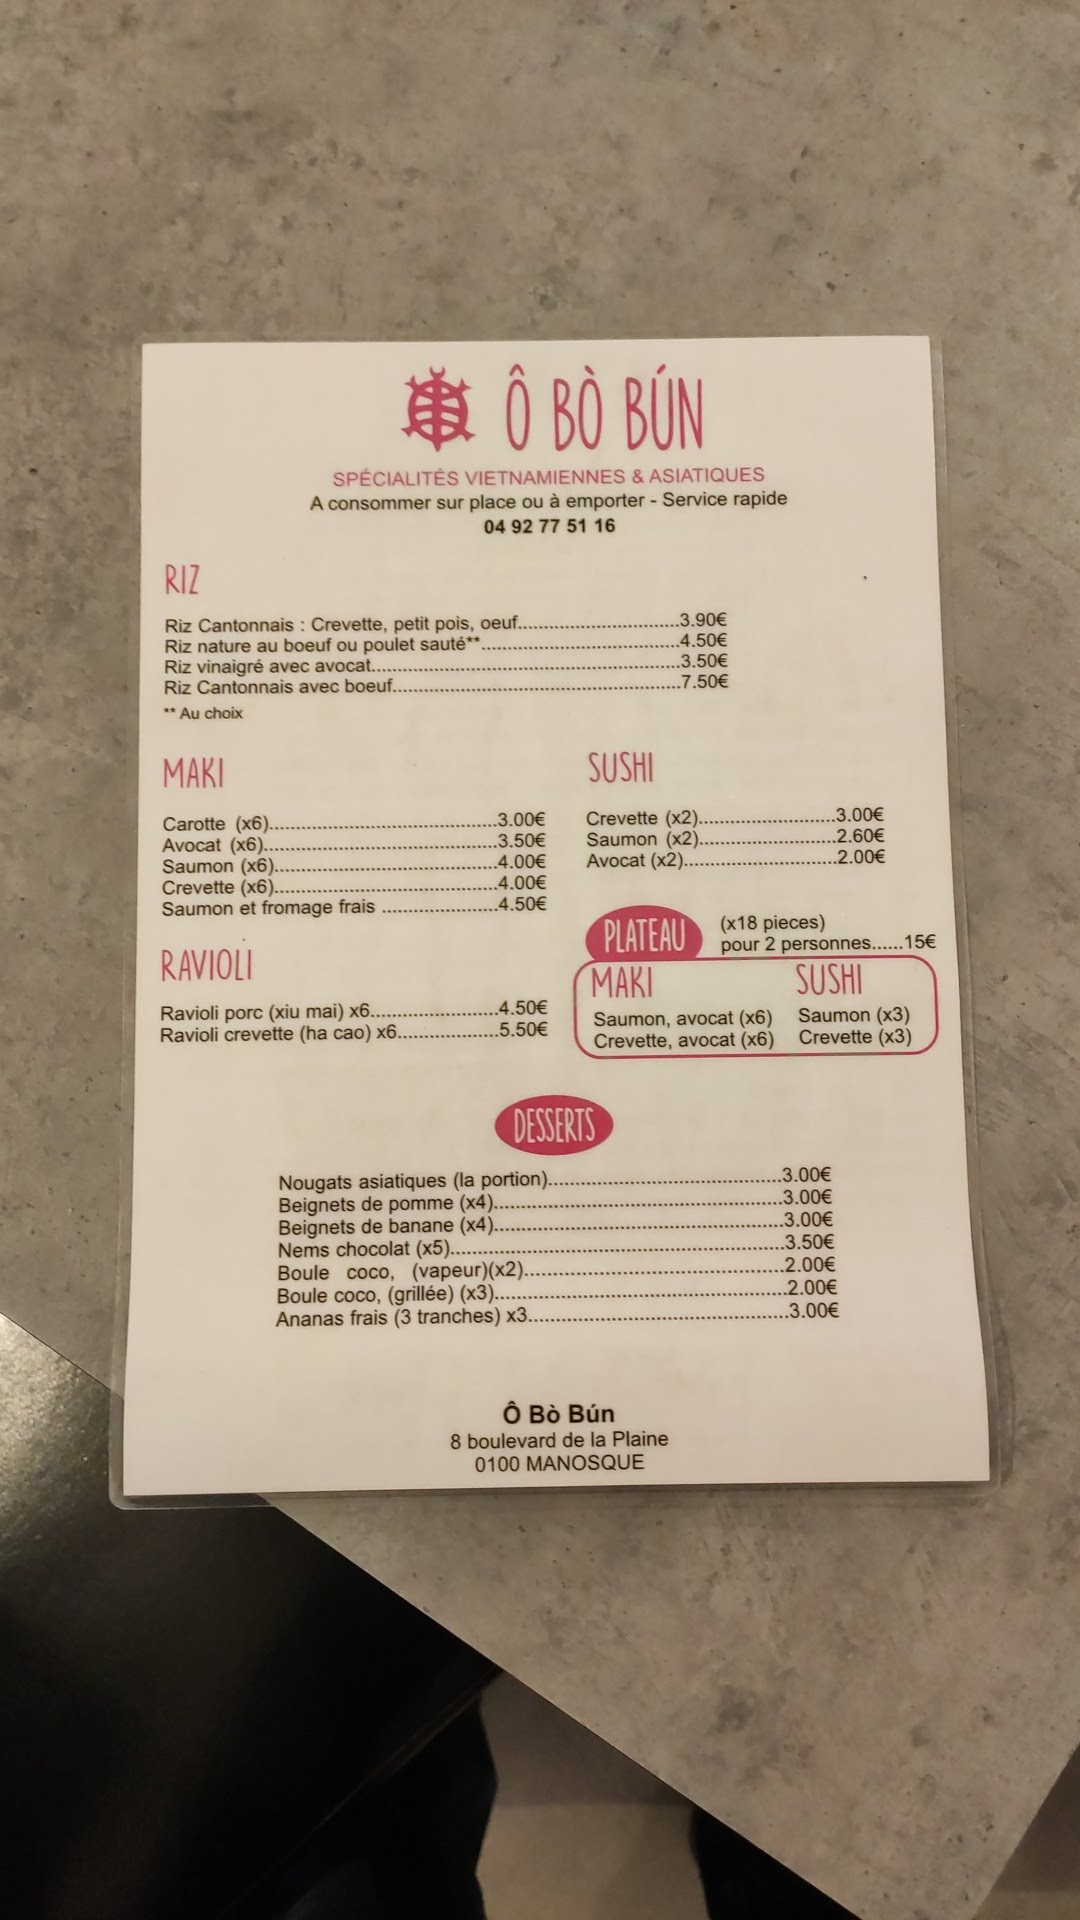 Ô BÒ BÚN
SPÉCIALITÉS VIETNAMIENNES & ASIATIQUES
A consommer sur place ou à emporter - Service rapide
04 92 77 51 16
RIZ
Riz Cantonnais : Crevette, petit pois, oeuf..............................3.90€
Riz nature au boeuf ou poulet sauté**.....................................4.50€
Riz vinaigré avec avocat.........................................................3.50€
Riz Cantonnais avec boeuf.....................................................7.50€
** Au choix
MAKI
Carotte (x6)...........................................3.00€
Avocat (x6)............................................3.50€
Saumon (x6)..........................................4.00€
Crevette (x6)..........................................4.00€
Saumon et fromage frais ......................4.50€
RAVIOLI
Ravioli porc (xiu mai) x6........................4.50€
Ravioli crevette (ha cao) x6...................5.50€
SUSHI
Crevette (x2)..........................3.00€
Saumon (x2)..........................2.60€
Avocat (x2).............................2.00€
PLATEAU
(x18 pieces)
pour 2 personnes......15€
MAKI
Saumon, avocat (x6)
Crevette, avocat (x6)
SUSHI
Saumon (x3)
Crevette (x3)
DESSERTS
Nougats asiatiques (la portion)............................................3.00€
Beignets de pomme (x4)......................................................3.00€
Beignets de banane (x4)......................................................3.00€
Nems chocolat (x5)..............................................................3.50€
Boule coco, (vapeur)(x2).................................................2.00€
Boule coco, (grillée) (x3)......................................................2.00€
Ananas frais (3 tranches) x3.................................................3.00€
Ô Bò Bún
8 boulevard de la Plaine
0100 MANOSQUE